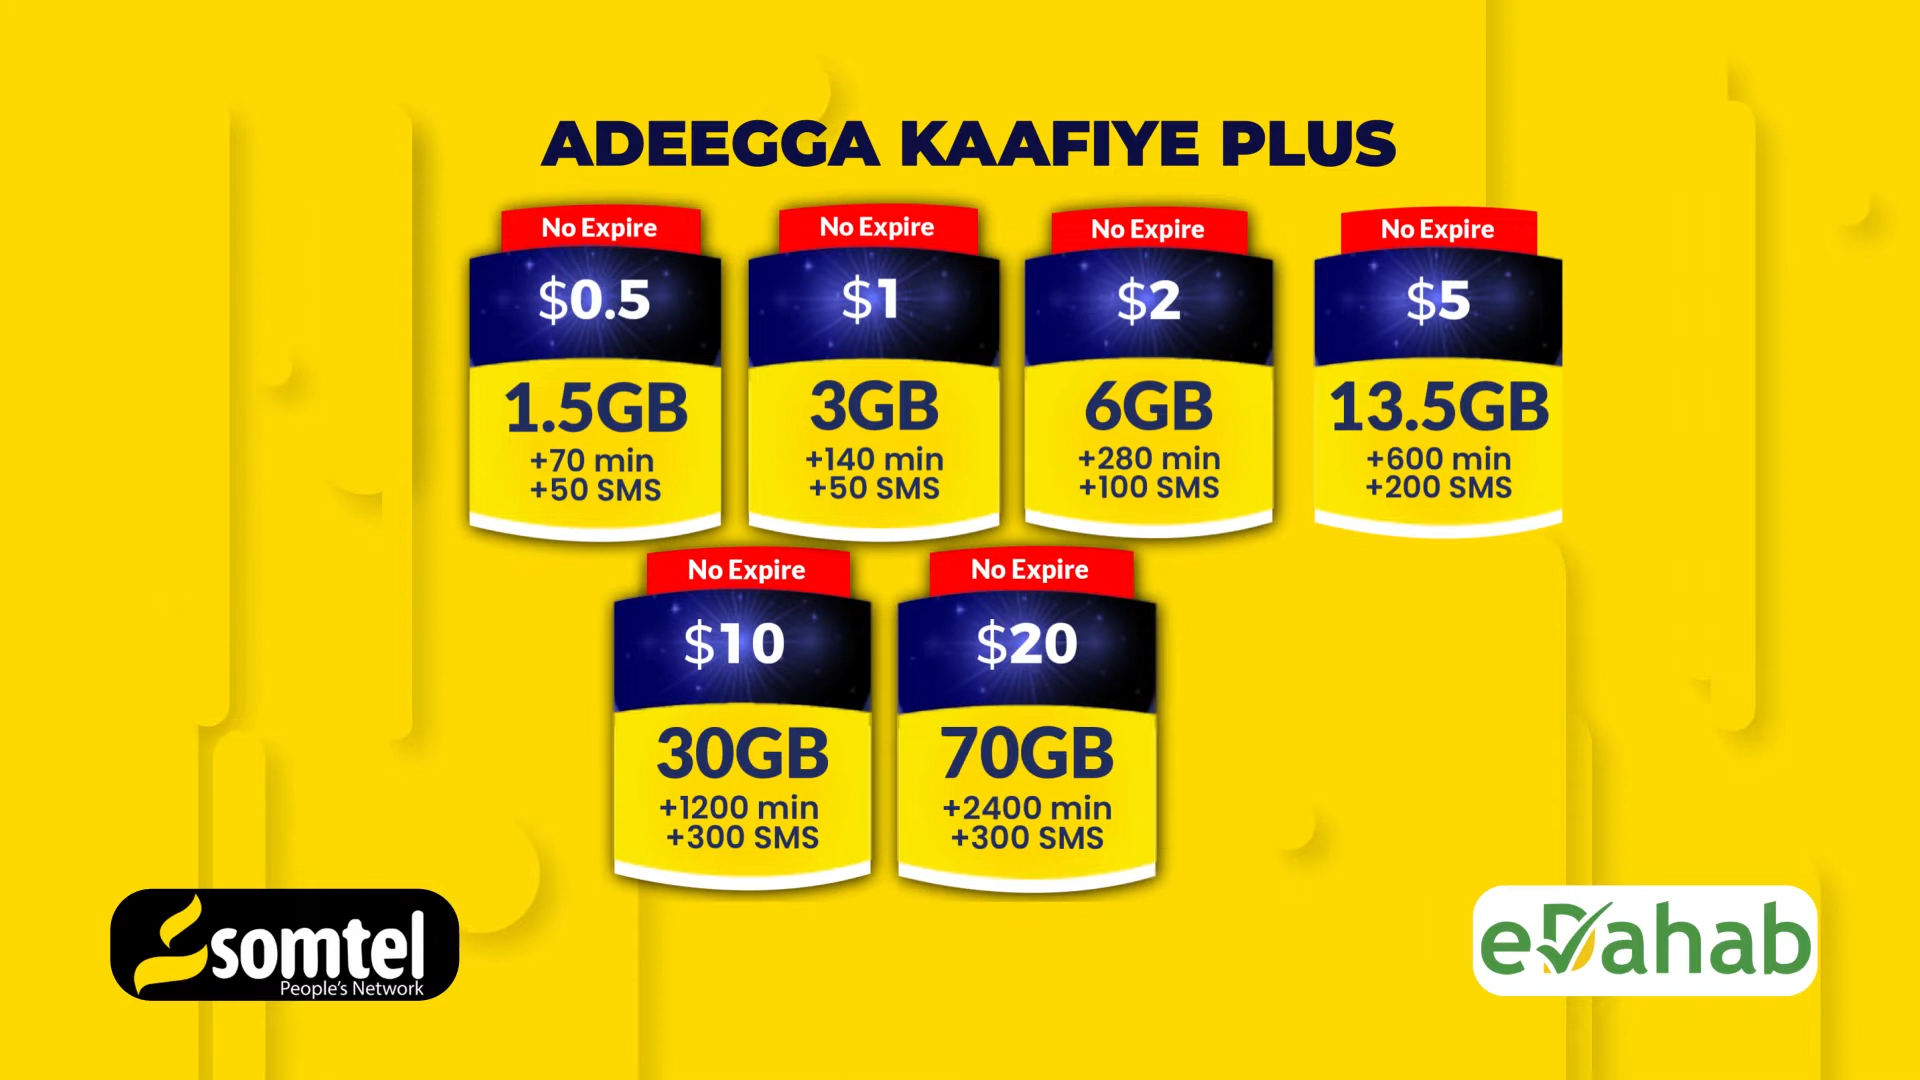 ADEEGGA KAAFIYE PLUS
No Expire
$0.5
1.5GB
+70 min
+50 SMS
No Expire
$1
3GB
+140 min
+50 SMS
No Expire
$2
6GB
+280 min
+100 SMS
No Expire
$5
13.5GB
+600 min
+200 SMS
No Expire
$10
30GB
+1200 min
+300 SMS
No Expire
$20
70GB
+2400 min
+300 SMS
somtel
People's Network
eDahab